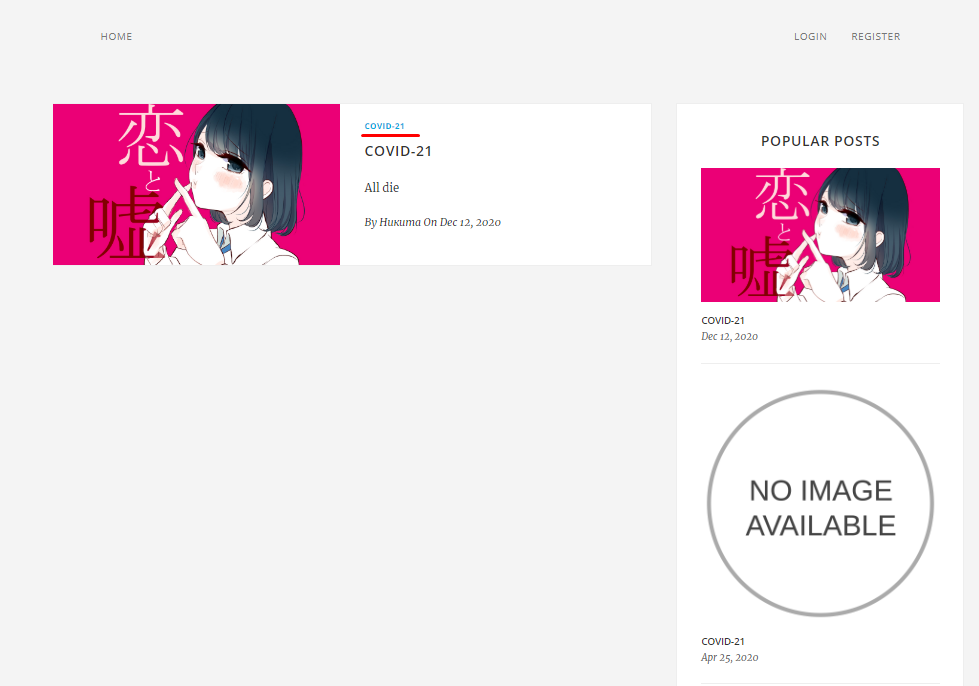 HOME
LOGIN REGISTER
恋と嘘
COVID-21
COVID-21
All die
By Никита On Dec 12, 2020
POPULAR POSTS
恋と嘘
COVID-21
Dec 12, 2020
NO IMAGE
AVAILABLE
COVID-21
Apr 25, 2020